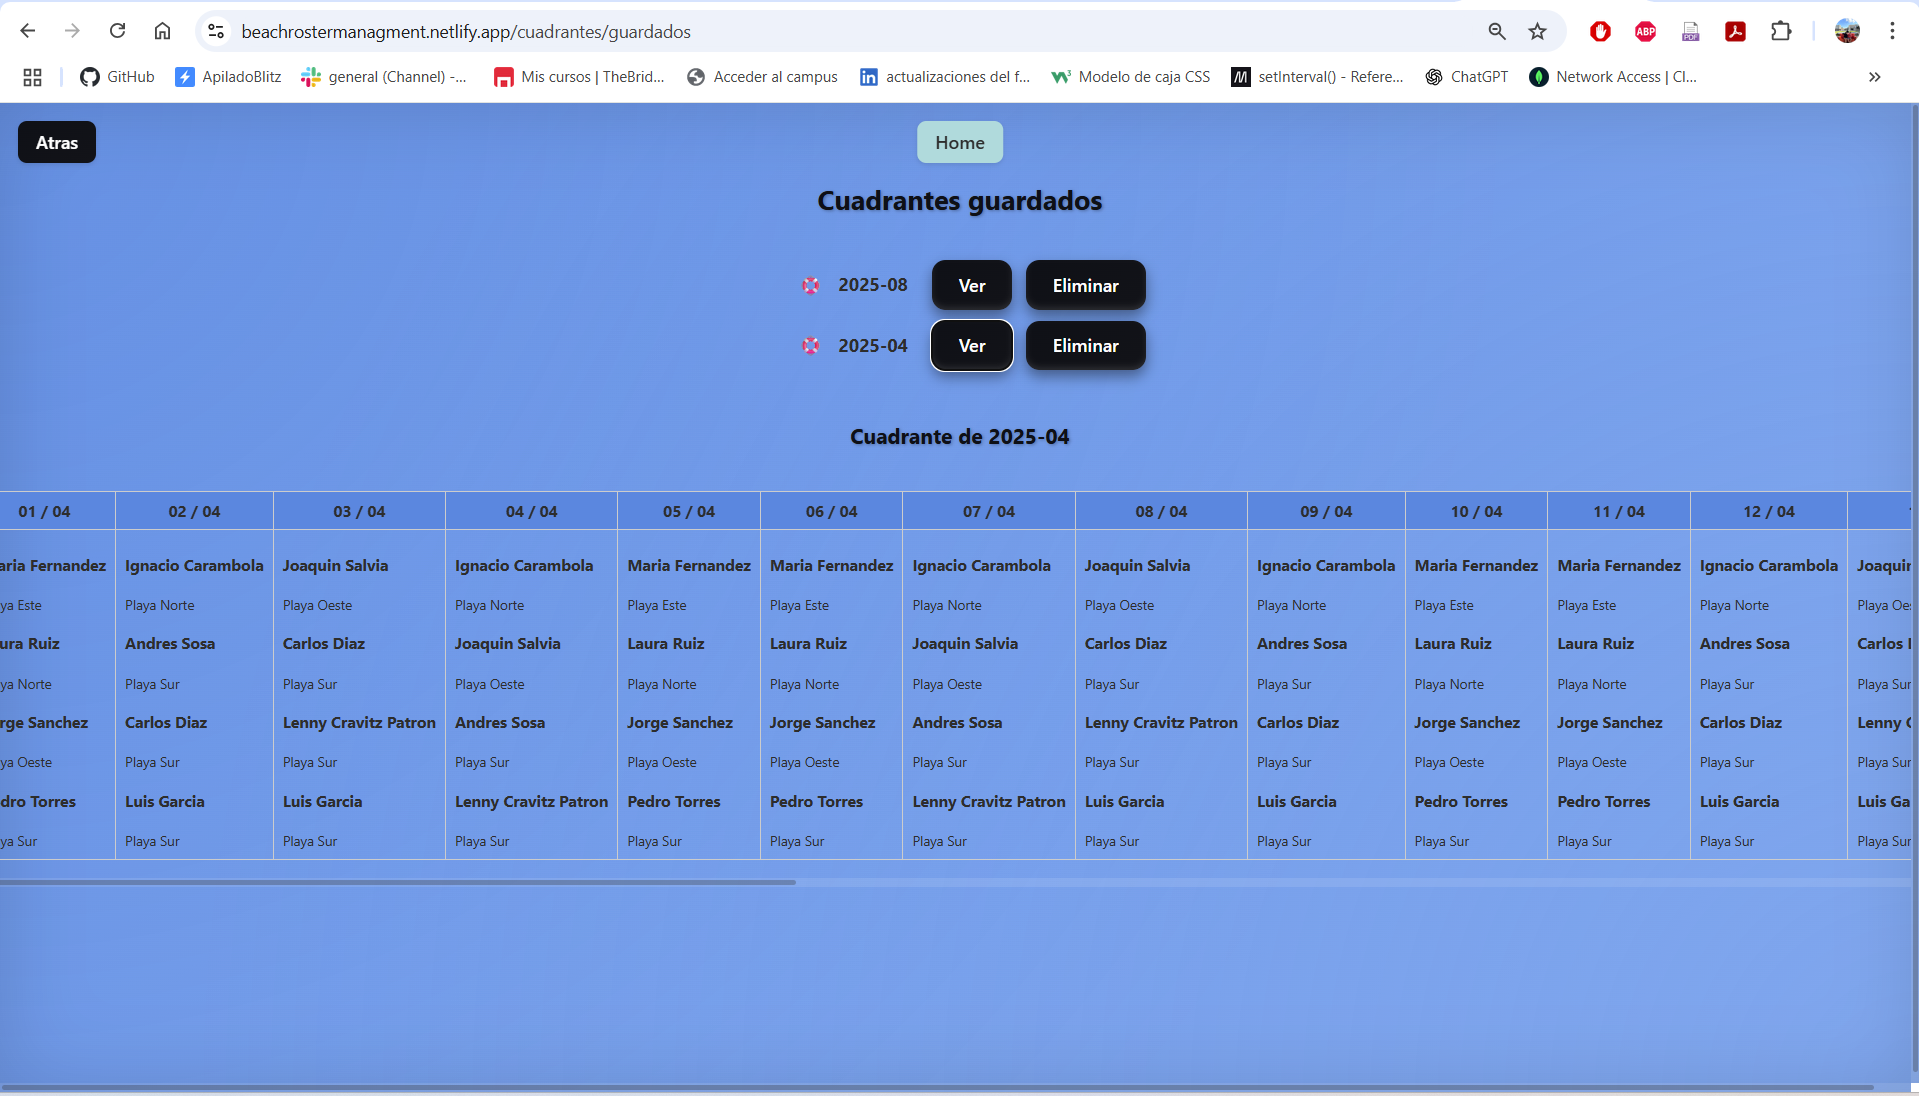 beachrostermanagment.netlify.app/cuadrantes/guardados
GitHub ApiladoBlitz general (Channel) -... Mis cursos | TheBrid... Acceder al campus actualizaciones del f... Modelo de caja CSS setInterval() - Refere... ChatGPT Network Access | Cl...
Atras
Home
Cuadrantes guardados
2025-08 Ver Eliminar
2025-04 Ver Eliminar
Cuadrante de 2025-04
01 / 04 02 / 04 03 / 04 04 / 04 05 / 04 06 / 04 07 / 04 08 / 04 09 / 04 10 / 04 11 / 04 12 / 04
aria Fernandez Ignacio Carambola Joaquin Salvia Ignacio Carambola Maria Fernandez Maria Fernandez Ignacio Carambola Joaquin Salvia Ignacio Carambola Maria Fernandez Maria Fernandez Ignacio Carambola Joaquin
ya Este Playa Norte Playa Oeste Playa Norte Playa Este Playa Este Playa Norte Playa Oeste Playa Norte Playa Este Playa Este Playa Norte Playa Oes
ura Ruiz Andres Sosa Carlos Diaz Joaquin Salvia Laura Ruiz Laura Ruiz Joaquin Salvia Carlos Diaz Andres Sosa Laura Ruiz Laura Ruiz Andres Sosa Carlos
ya Norte Playa Sur Playa Sur Playa Oeste Playa Norte Playa Norte Playa Oeste Playa Sur Playa Sur Playa Norte Playa Norte Playa Sur Playa Sur
rge Sanchez Carlos Diaz Lenny Cravitz Patron Andres Sosa Jorge Sanchez Jorge Sanchez Andres Sosa Lenny Cravitz Patron Carlos Diaz Jorge Sanchez Jorge Sanchez Carlos Diaz Lenny
ya Oeste Playa Sur Playa Sur Playa Sur Playa Oeste Playa Oeste Playa Sur Playa Sur Playa Sur Playa Oeste Playa Oeste Playa Sur Playa Sur
dro Torres Luis Garcia Luis Garcia Lenny Cravitz Patron Pedro Torres Pedro Torres Lenny Cravitz Patron Luis Garcia Luis Garcia Pedro Torres Pedro Torres Luis Garcia Luis Ga
ya Sur Playa Sur Playa Sur Playa Sur Playa Sur Playa Sur Playa Sur Playa Sur Playa Sur Playa Sur Playa Sur Playa Sur Playa Sur